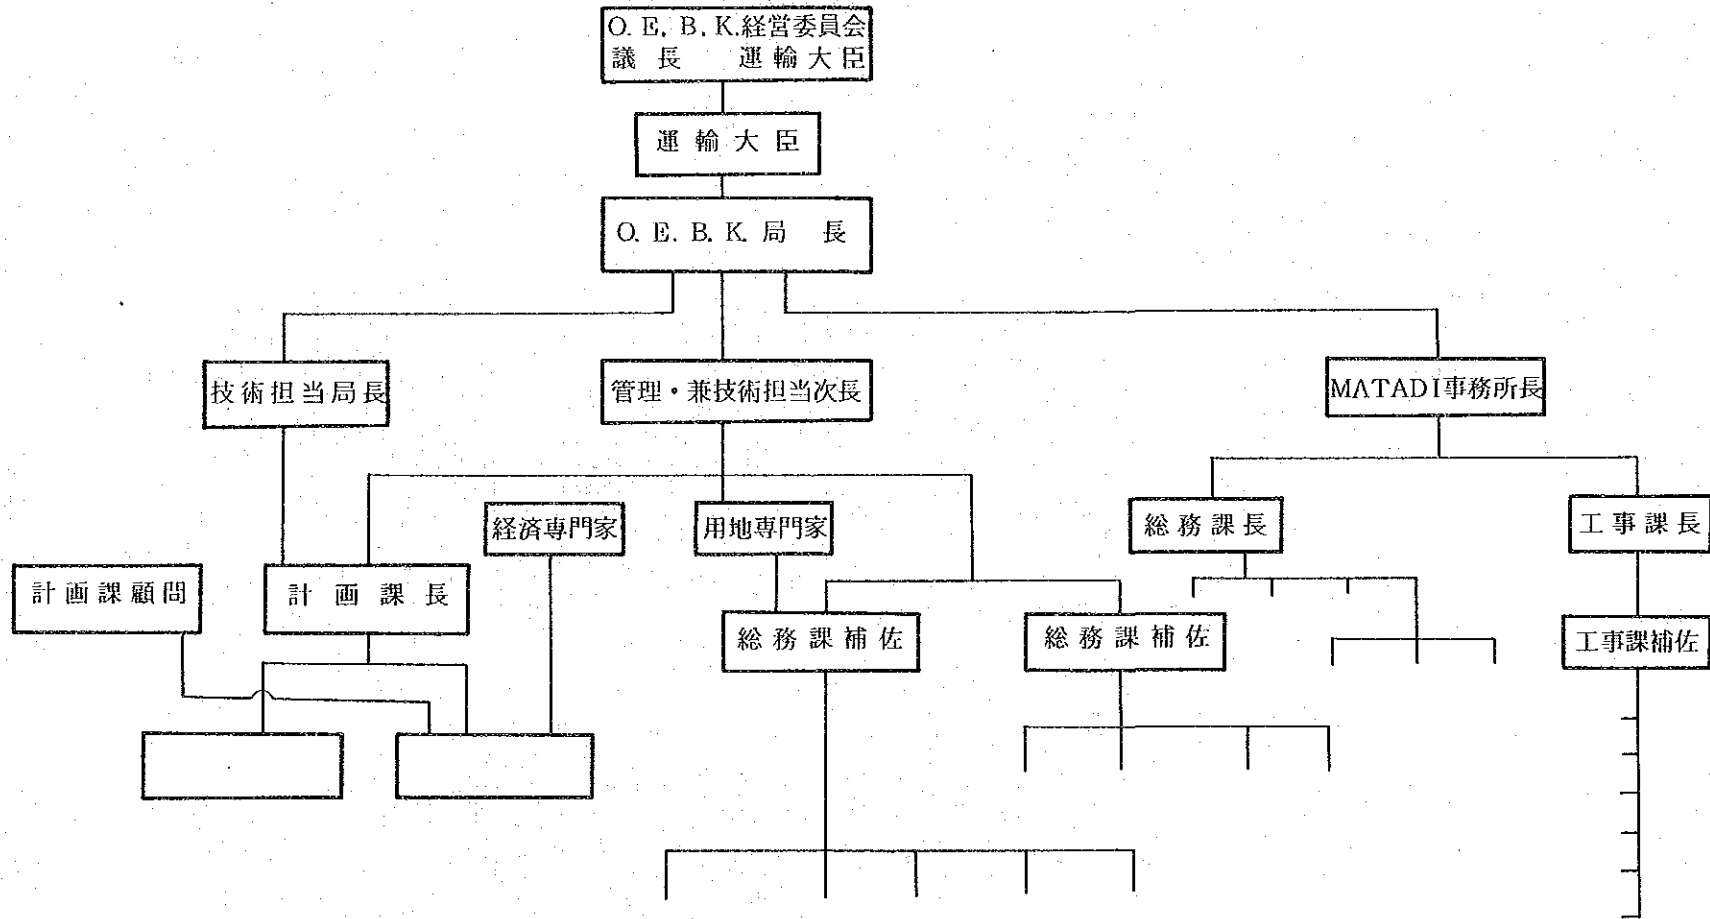 O. E. B. K.経営委員会
議長 運輸大臣
運輸大臣
O. E. B. K. 局長
技術担当局長
管理・兼技術担当次長
MATADI事務所長
経済専門家
用地専門家
総務課長
工事課長
計画課顧問
計画課長
総務課補佐
総務課補佐
工事課補佐